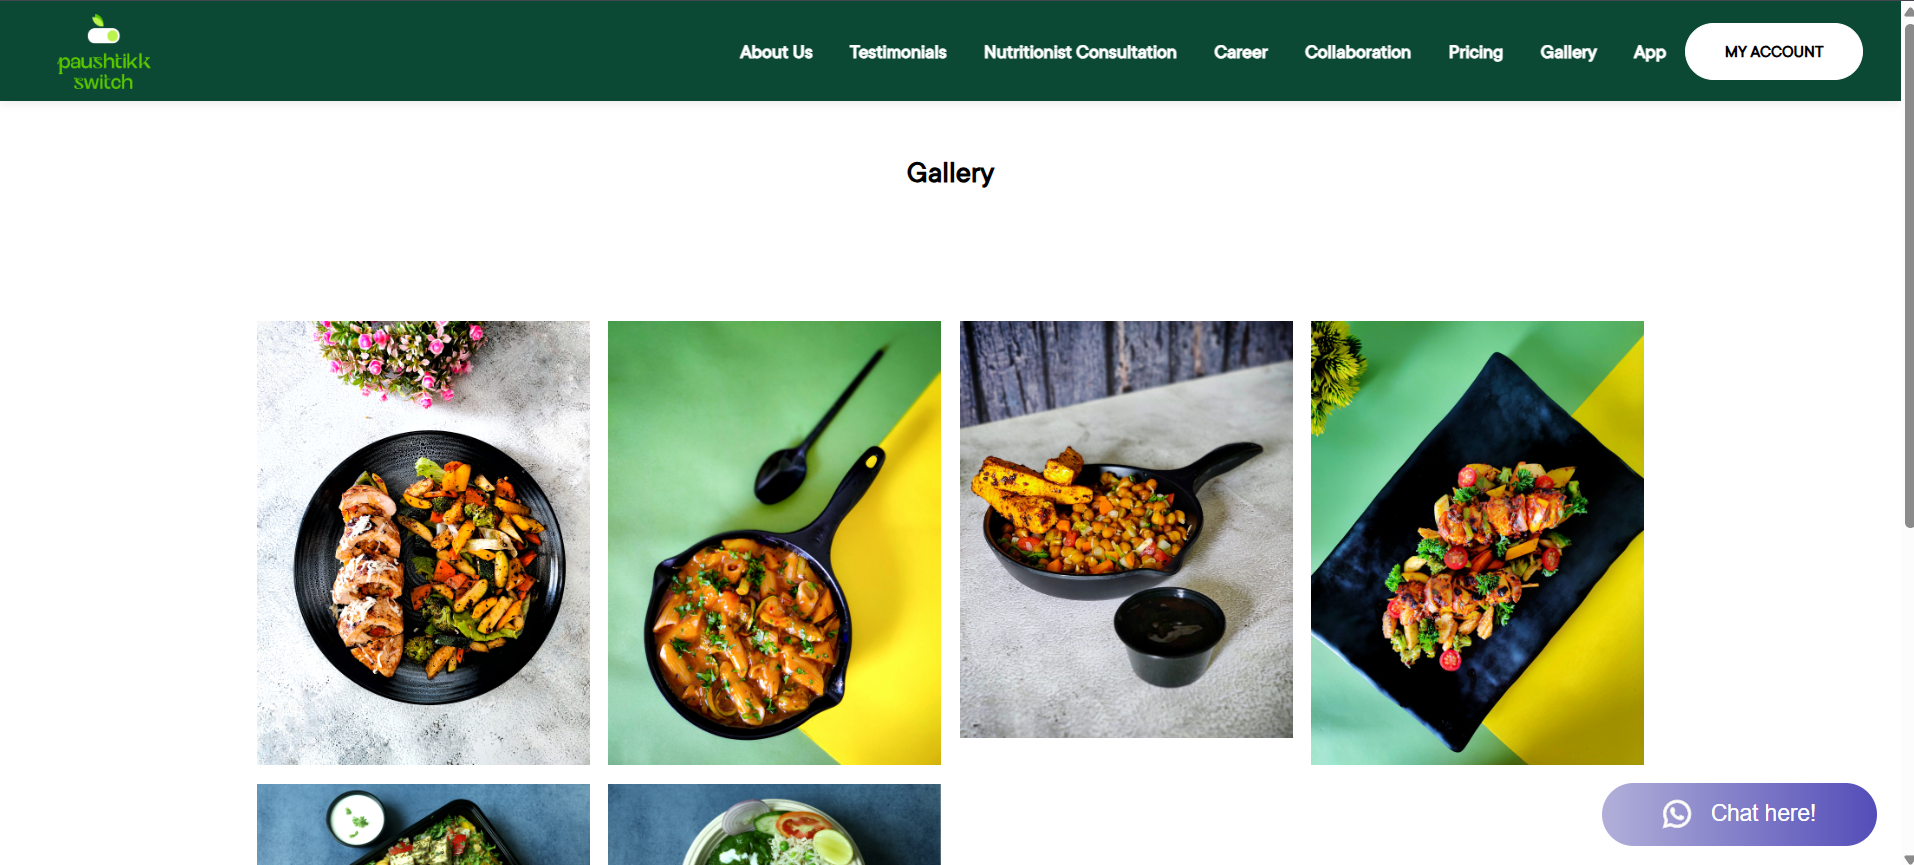 paushtikk
switch
About Us Testimonials Nutritionist Consultation Career Collaboration Pricing Gallery App MY ACCOUNT
Gallery
Chat here!